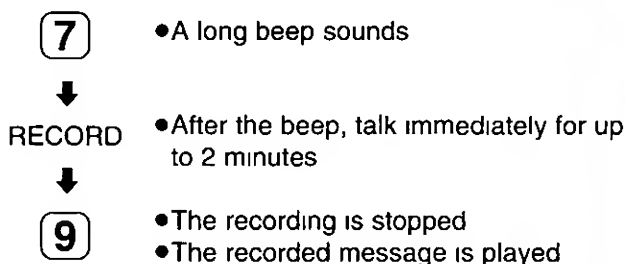 7
●A long beep sounds
RECORD
●After the beep, talk immediately for up
to 2 minutes
9
●The recording is stopped
●The recorded message is played